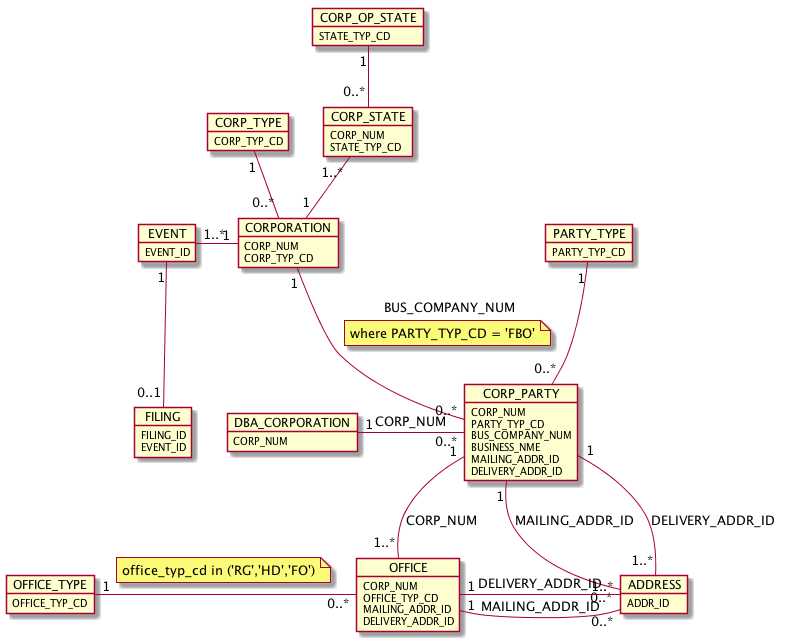 CORP_OP_STATE
STATE_TYP_CD
1
0..*
CORP_TYPE
CORP_TYP_CD
CORP_STATE
CORP_NUM
STATE_TYP_CD
1
1..*
0..*
1
EVENT
EVENT_ID
1..*
1
CORPORATION
CORP_NUM
CORP_TYP_CD
PARTY_TYPE
PARTY_TYP_CD
1
1
1
BUS_COMPANY_NUM
where PARTY_TYP_CD = 'FBO'
0..*
0..1
FILING
FILING_ID
EVENT_ID
DBA_CORPORATION
CORP_NUM
1
CORP_NUM
0..*
0..*
CORP_PARTY
CORP_NUM
PARTY_TYP_CD
BUS_COMPANY_NUM
BUSINESS_NME
MAILING_ADDR_ID
DELIVERY_ADDR_ID
1
1
1
CORP_NUM
MAILING_ADDR_ID
DELIVERY_ADDR_ID
1..*
1..*
office_typ_cd in ('RG','HD','FO')
OFFICE_TYPE
OFFICE_TYP_CD
1
0..*
OFFICE
CORP_NUM
OFFICE_TYP_CD
MAILING_ADDR_ID
DELIVERY_ADDR_ID
1
DELIVERY_ADDR_ID
1..*
0..*
1
MAILING_ADDR_ID
0..*
ADDRESS
ADDR_ID